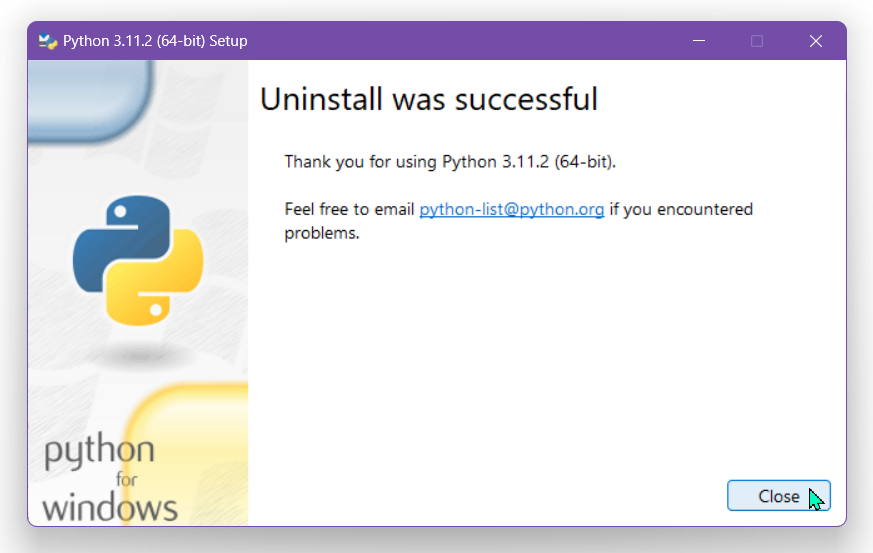 Python 3.11.2 (64-bit) Setup
Uninstall was successful
Thank you for using Python 3.11.2 (64-bit).
Feel free to email python-list@python.org if you encountered
problems.
python
for
windows
Close